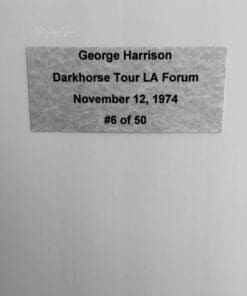 George Harrison
Darkhorse Tour LA Forum
November 12, 1974
#6 of 50